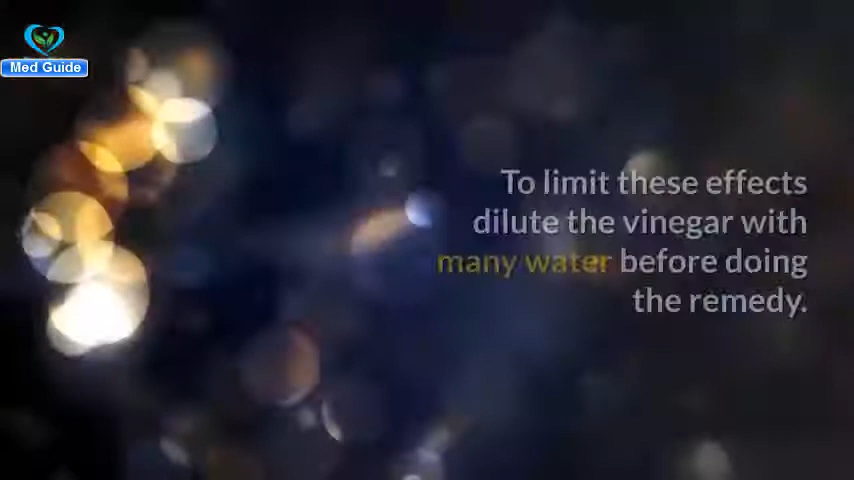 Med Guide
To limit these effects
dilute the vinegar with
many water before doing
the remedy.